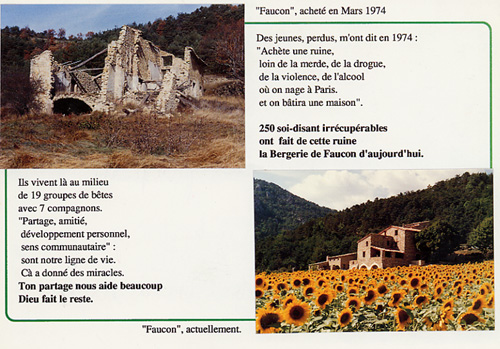 "Faucon", acheté en Mars 1974
Des jeunes, perdus, m'ont dit en 1974 :
"Achète une ruine,
loin de la merde, de la drogue,
de la violence, de l'alcool
où on nage à Paris.
et on bâtira une maison".
250 soi-disant irrécupérables
ont fait de cette ruine
la Bergerie de Faucon d'aujourd'hui.
Ils vivent là au milieu
de 19 groupes de bêtes
avec 7 compagnons.
"Partage, amitié,
développement personnel,
sens communautaire" :
sont notre ligne de vie.
Cà a donné des miracles.
Ton partage nous aide beaucoup
Dieu fait le reste.
"Faucon", actuellement.